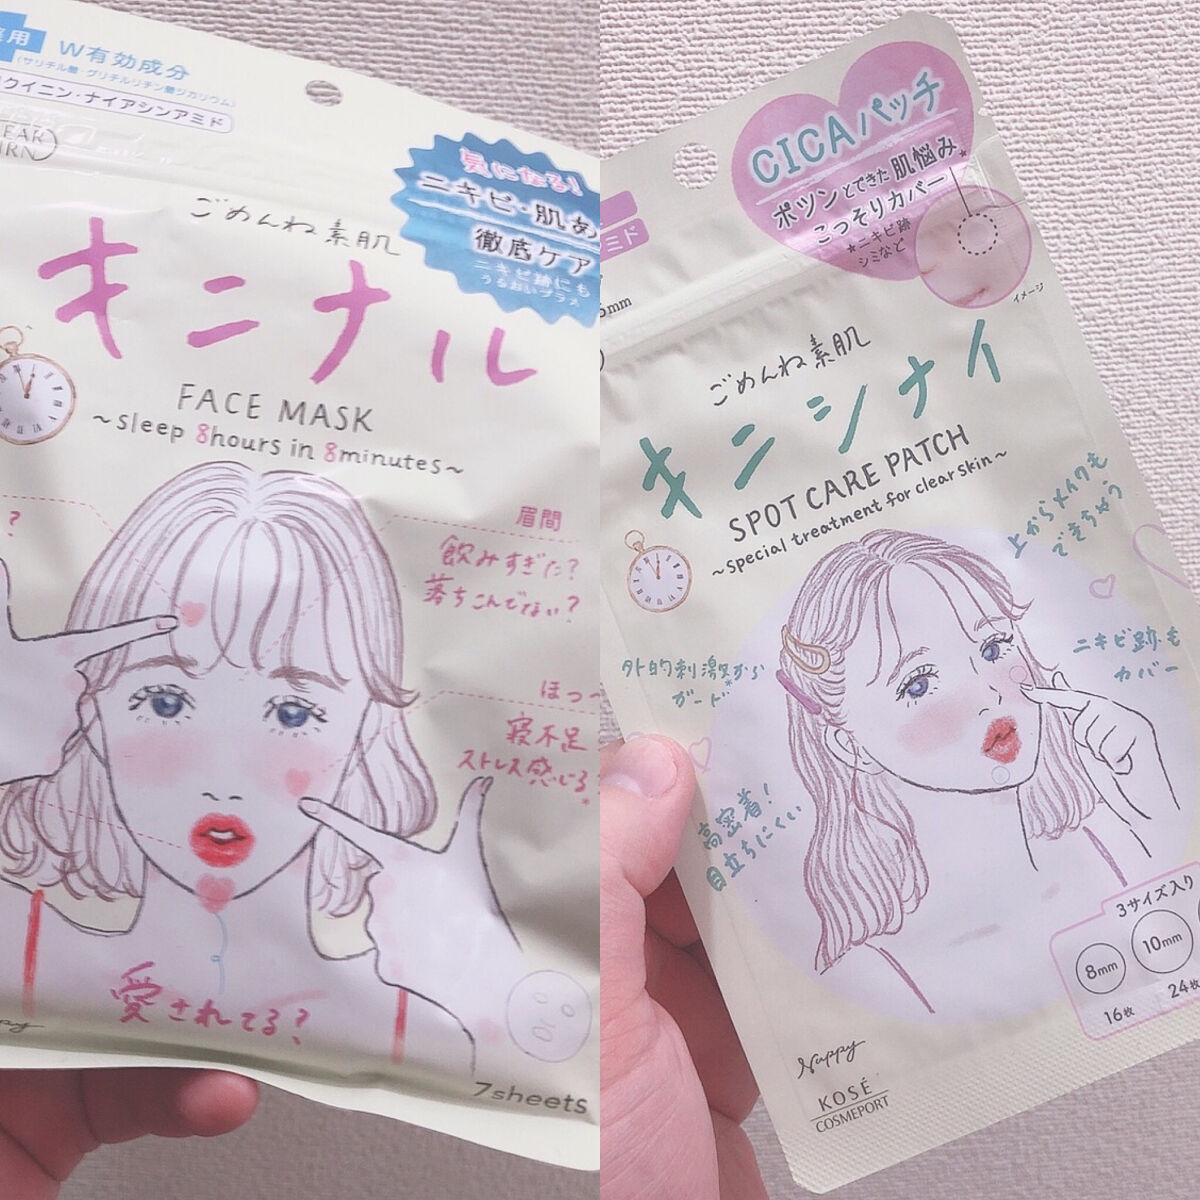 薬用
W有効成分
(サリチル酸・グリチルリチン酸ジカリウム)
クイニン・ナイアシンアミド
気になる!
ニキビ・肌あ
徹底ケア
ニキビ跡にも
うるおいプラス
ごめんね素肌
キニナル
FACE MASK
~sleep 8hours in 8minutes~
?
眉間
飲みすぎた?
落ちこんでない?
ほっ
寝不足
ストレス感じる
愛されてる?
7sheets
CICAパッチ
ポツンとできた肌悩み*
こっそりカバー
*ニキビ跡
シミなど
イメージ
ミド
mm
ごめんね素肌
キニシナイ
SPOT CARE PATCH
~special treatment for clear skin~
上からメイクも
できちゃう
外的刺激*から
ガード
ニキビ跡も
カバー
高密着!
目立ちにくい
3サイズ入り
8mm
10mm
16枚
24枚
Nappy
KOSÉ
COSMEPORT